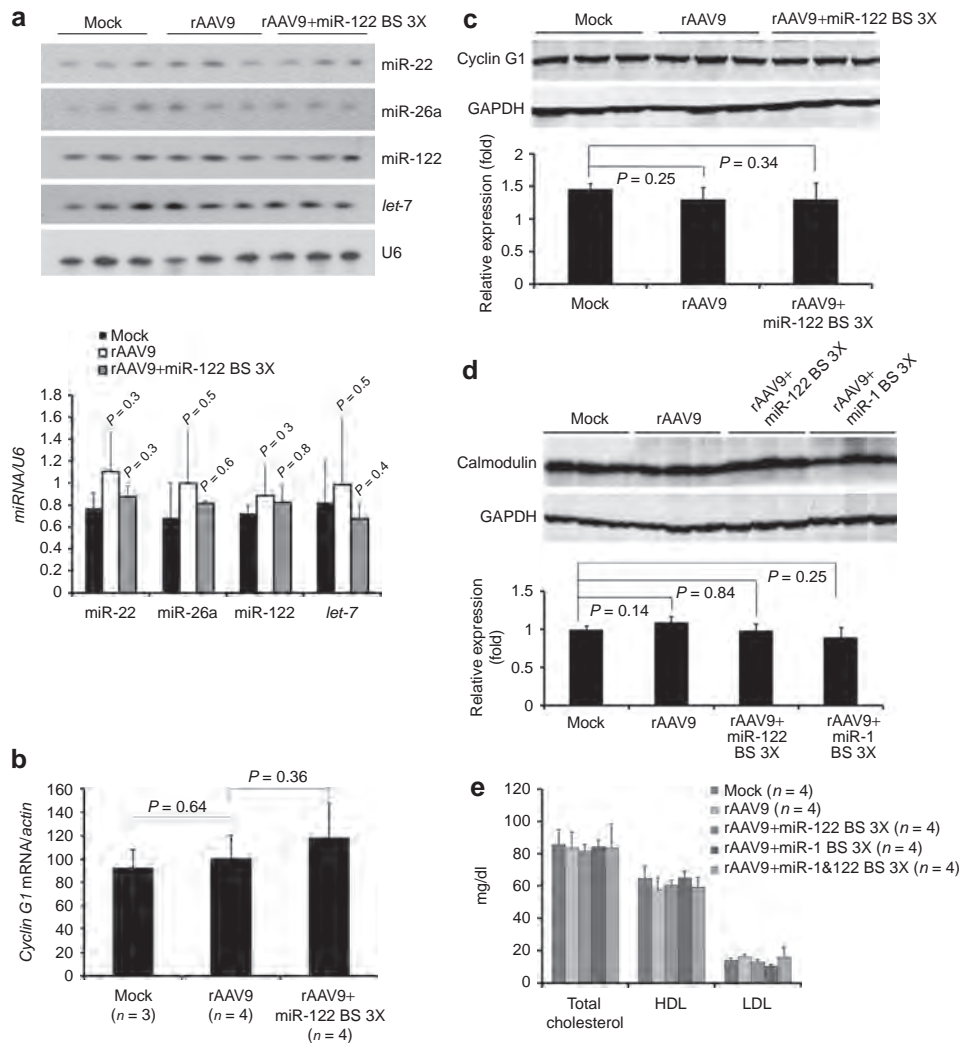 a
Mock
rAAV9
rAAV9+miR-122 BS 3X
miR-22
miR-26a
miR-122
let-7
U6
Mock
rAAV9
rAAV9+miR-122 BS 3X
miRNA/U6
1.8
1.6
1.4
1.2
1.0
0.8
0.6
0.4
0.2
0
P = 0.3
P = 0.3
P = 0.5
P = 0.6
P = 0.3
P = 0.8
P = 0.5
P = 0.4
miR-22
miR-26a
miR-122
let-7
b
Cyclin G1 mRNA/actin
160
140
120
100
80
60
40
20
0
P = 0.64
P = 0.36
Mock
(n = 3)
rAAV9
(n = 4)
rAAV9+
miR-122 BS 3X
(n = 4)
c
Mock
rAAV9
rAAV9+miR-122 BS 3X
Cyclin G1
GAPDH
Relative expression (fold)
2
1.5
1
0.5
0
P = 0.25
P = 0.34
Mock
rAAV9
rAAV9+
miR-122 BS 3X
d
Mock
rAAV9
rAAV9+
miR-122 BS 3X
rAAV9+
miR-1 BS 3X
Calmodulin
GAPDH
Relative expression
(fold)
1.5
1
0.5
0
P = 0.14
P = 0.84
P = 0.25
Mock
rAAV9
rAAV9+
miR-122
BS 3X
rAAV9+
miR-1
BS 3X
e
mg/dl
120
100
80
60
40
20
0
Mock (n = 4)
rAAV9 (n = 4)
rAAV9+miR-122 BS 3X (n = 4)
rAAV9+miR-1 BS 3X (n = 4)
rAAV9+miR-1&122 BS 3X (n = 4)
Total
cholesterol
HDL
LDL